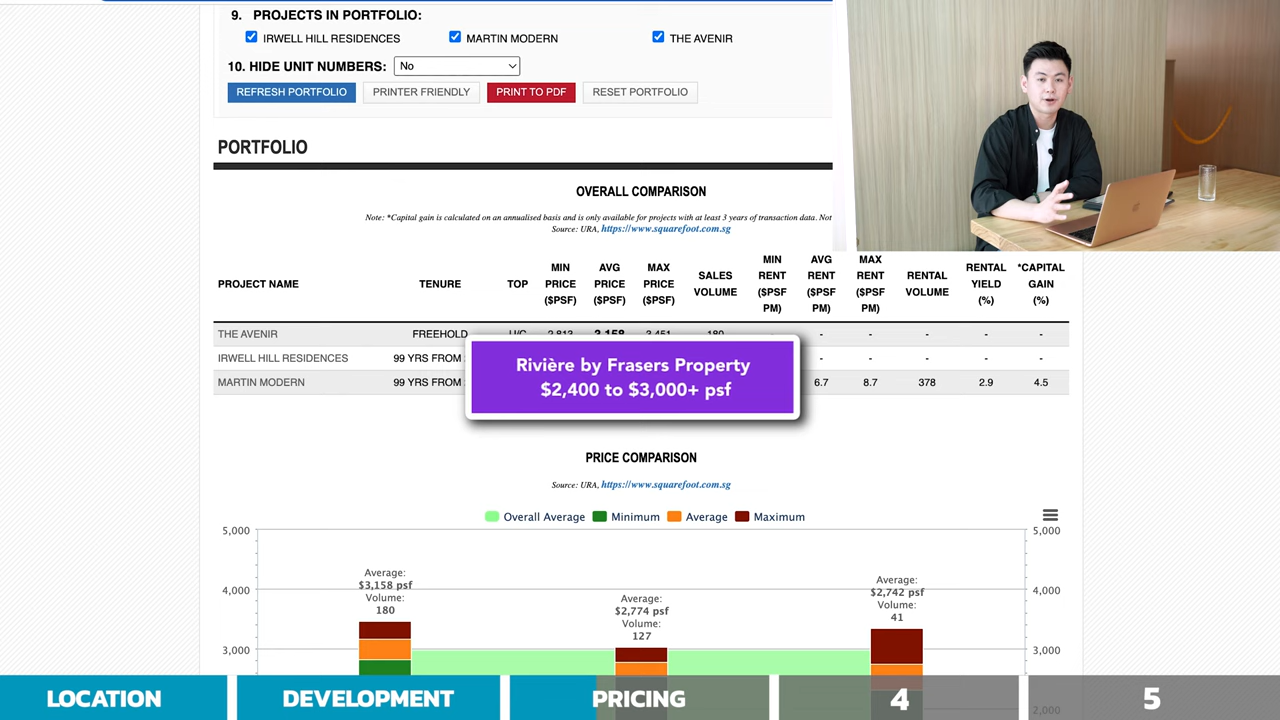 9. PROJECTS IN PORTFOLIO:
IRWELL HILL RESIDENCES MARTIN MODERN THE AVENIR
10. HIDE UNIT NUMBERS: No
REFRESH PORTFOLIO PRINTER FRIENDLY PRINT TO PDF RESET PORTFOLIO
PORTFOLIO
OVERALL COMPARISON
Note: *Capital gain is calculated on an annualised basis and is only available for projects with at least 3 years of transaction data. Not
Source: URA, https://www.squarefoot.com.sg
PROJECT NAME TENURE TOP MIN PRICE ($PSF) AVG PRICE ($PSF) MAX PRICE ($PSF) SALES VOLUME MIN RENT ($PSF PM) AVG RENT ($PSF PM) MAX RENT ($PSF PM) RENTAL VOLUME RENTAL YIELD (%) *CAPITAL GAIN (%)
THE AVENIR FREEHOLD U/C 2,813 3,158 3,451 180 - - - - - -
IRWELL HILL RESIDENCES 99 YRS FROM - - - - -
MARTIN MODERN 99 YRS FROM 6.7 8.7 378 2.9 4.5
Rivière by Frasers Property
$2,400 to $3,000+ psf
PRICE COMPARISON
Source: URA, https://www.squarefoot.com.sg
Overall Average Minimum Average Maximum
5,000 5,000
4,000 4,000
3,000 3,000
2,000
Average:
$3,158 psf
Volume:
180
Average:
$2,774 psf
Volume:
127
Average:
$2,742 psf
Volume:
41
LOCATION DEVELOPMENT PRICING 4 5